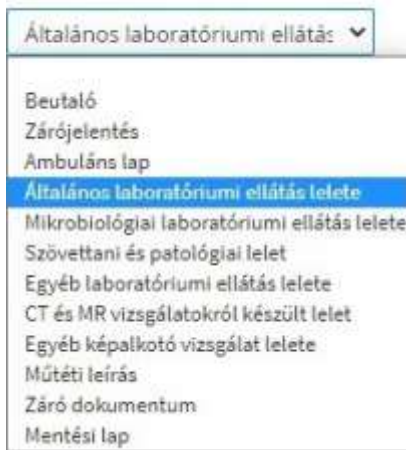 Általános laboratóriumi ellátás
Beutaló
Zárójelentés
Ambuláns lap
Általános laboratóriumi ellátás lelete
Mikrobiológiai laboratóriumi ellátás lelete
Szövettani és patológiai lelet
Egyéb laboratóriumi ellátás lelete
CT és MR vizsgálatokról készült lelet
Egyéb képalkotó vizsgálat lelete
Műtéti leírás
Záró dokumentum
Mentési lap